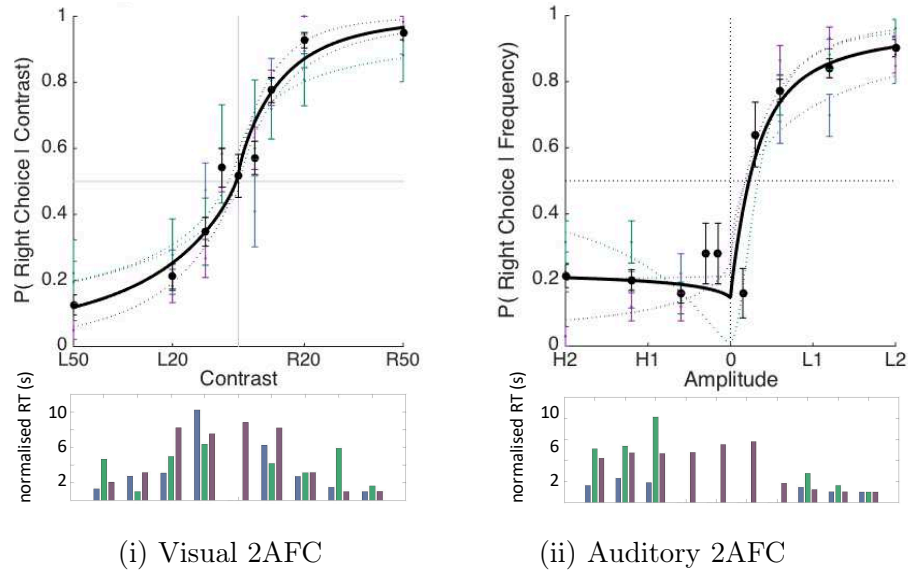 P( Right Choice | Contrast)
1
0.8
0.6
0.4
0.2
0
L50 L20 R20 R50
Contrast
normalised RT (s)
10
6
2
(i) Visual 2AFC
P( Right Choice | Frequency)
1
0.8
0.6
0.4
0.2
0
H2 H1 0 L1 L2
Amplitude
normalised RT (s)
10
6
2
(ii) Auditory 2AFC